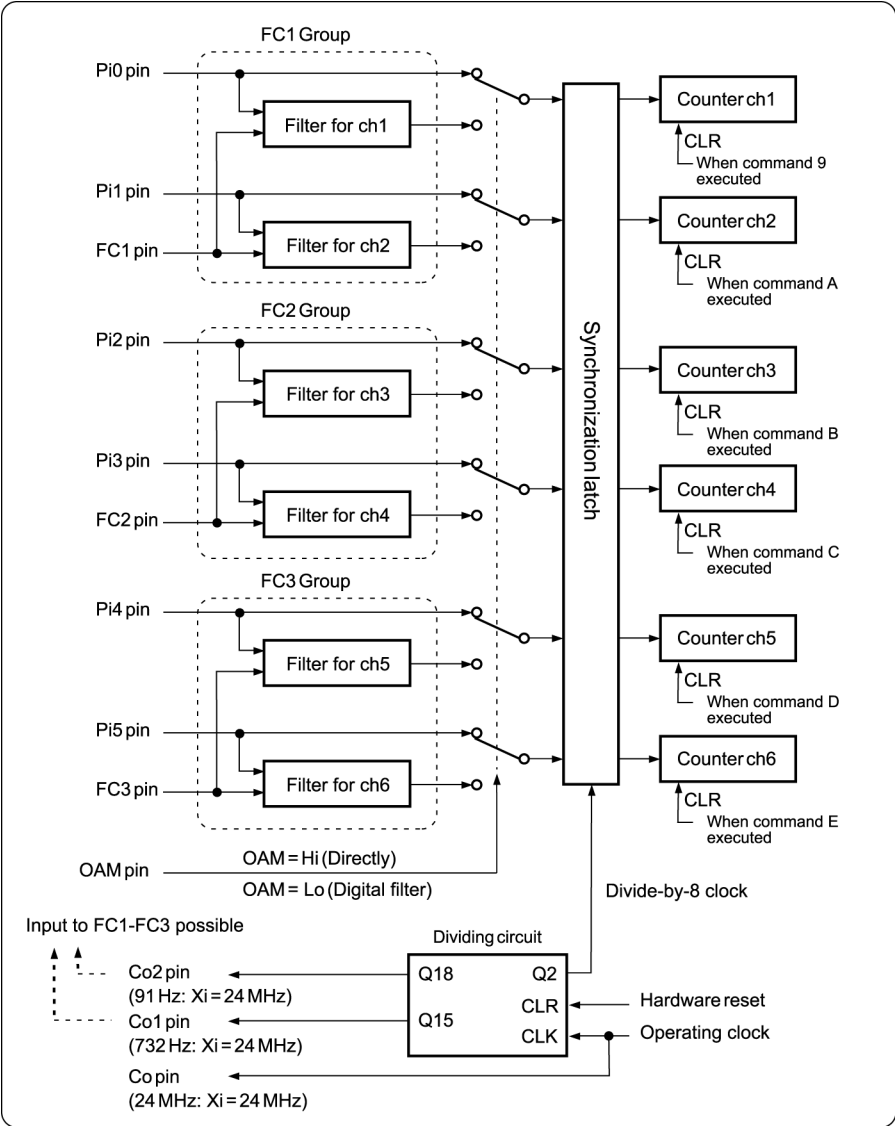 FC1 Group
Pi0 pin
Filter for ch1
Pi1 pin
FC1 pin
Filter for ch2
FC2 Group
Pi2 pin
Filter for ch3
Pi3 pin
FC2 pin
Filter for ch4
FC3 Group
Pi4 pin
Filter for ch5
Pi5 pin
FC3 pin
Filter for ch6
OAM pin
OAM = Hi (Directly)
OAM = Lo (Digital filter)
Synchronization latch
Counter ch1
CLR
When command 9
executed
Counter ch2
CLR
When command A
executed
Counter ch3
CLR
When command B
executed
Counter ch4
CLR
When command C
executed
Counter ch5
CLR
When command D
executed
Counter ch6
CLR
When command E
executed
Divide-by-8 clock
Input to FC1-FC3 possible
Dividing circuit
Co2 pin
(91 Hz: Xi = 24 MHz)
Co1 pin
(732 Hz: Xi = 24 MHz)
Co pin
(24 MHz: Xi = 24 MHz)
Q18
Q2
CLR
Q15
CLK
Hardware reset
Operating clock